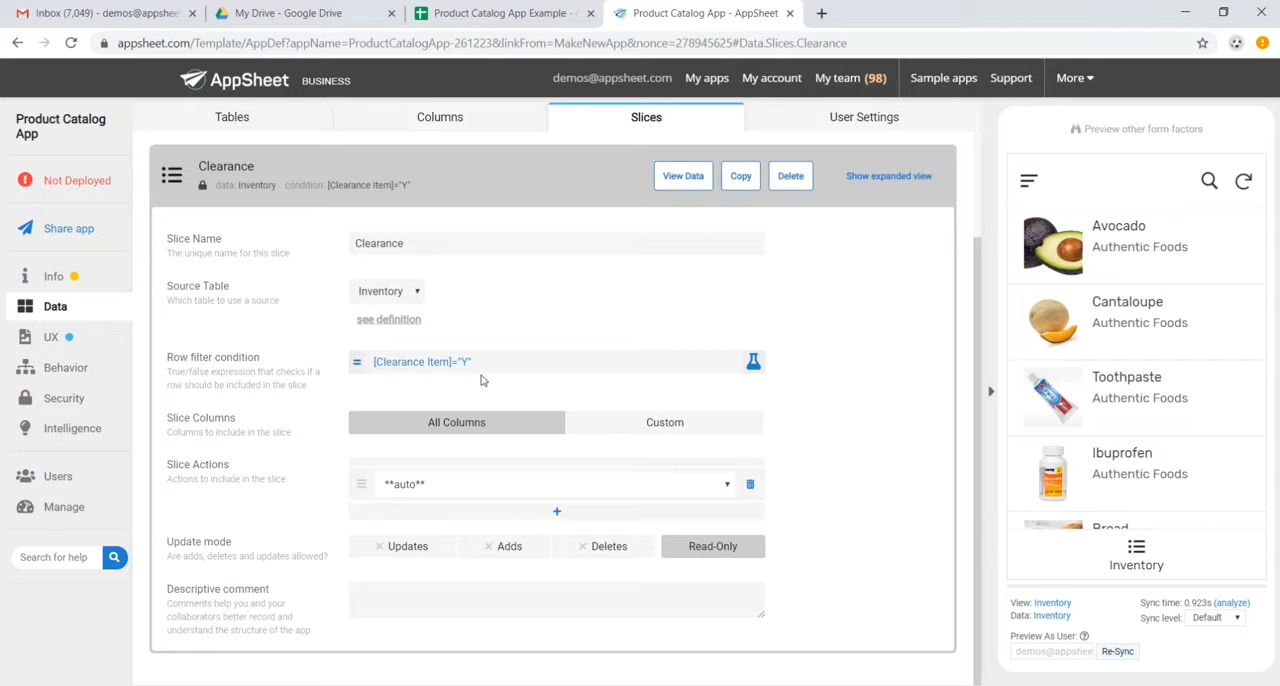 Inbox (7,049) - demos@appsheet
My Drive - Google Drive
Product Catalog App Example -
Product Catalog App - AppSheet
appsheet.com/Template/AppDef?appName=ProductCatalogApp-261223&linkFrom=MakeNewApp&nonce=278945625#Data.Slices.Clearance
AppSheet BUSINESS
demos@appsheet.com My apps My account My team (98) Sample apps Support More
Product Catalog
App
Not Deployed
Share app
Info
Data
UX
Behavior
Security
Intelligence
Users
Manage
Search for help
Tables Columns Slices User Settings
Clearance
data: Inventory condition: [Clearance Item]="Y"
View Data Copy Delete Show expanded view
Slice Name
The unique name for this slice
Clearance
Source Table
Which table to use a source
Inventory
see definition
Row filter condition
True/false expression that checks if a
row should be included in the slice
= [Clearance Item]="Y"
Slice Columns
Columns to include in the slice
All Columns Custom
Slice Actions
Actions to include in the slice
**auto**
+
Update mode
Are adds, deletes and updates allowed?
Updates Adds Deletes Read-Only
Descriptive comment
Comments help you and your
collaborators better record and
understand the structure of the app
Preview other form factors
Avocado
Authentic Foods
Cantaloupe
Authentic Foods
Toothpaste
Authentic Foods
Ibuprofen
Authentic Foods
Bread
Inventory
View: Inventory
Data: Inventory
Sync time: 0.923s (analyze)
Sync level: Default
Preview As User:
demos@appshee Re-Sync